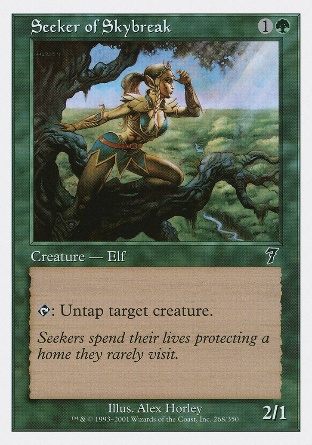 Seeker of Skybreak 1
Creature — Elf
: Untap target creature.
Seekers spend their lives protecting a
home they rarely visit.
Illus. Alex Horley
™ & © 1993–2001 Wizards of the Coast, Inc. 268/350
2/1